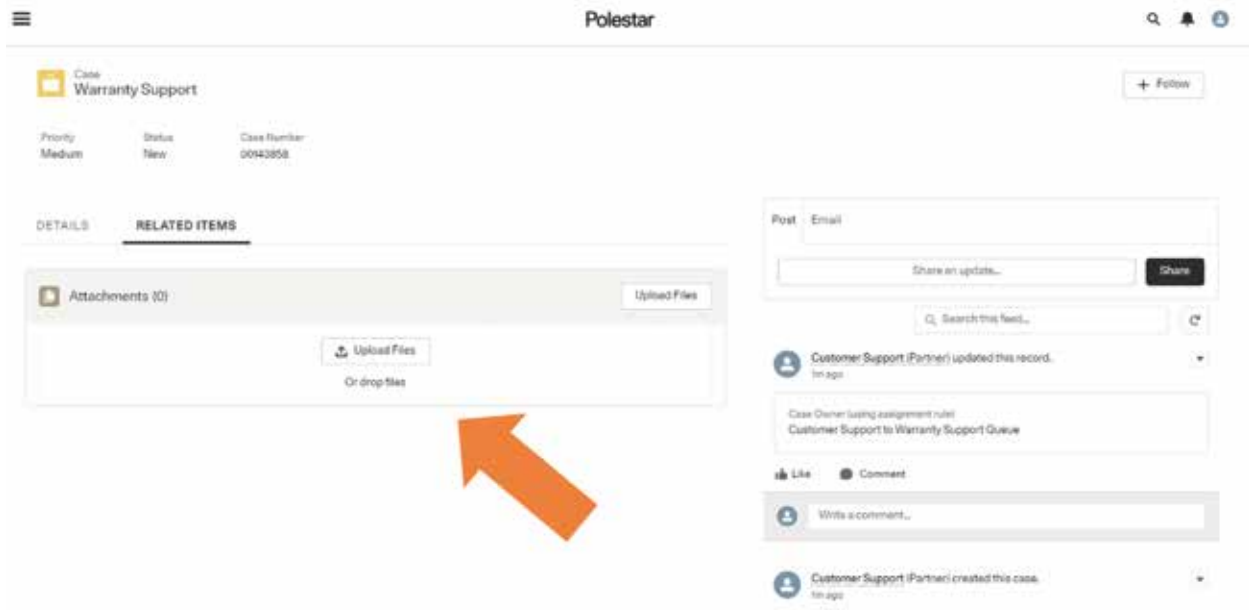 Polestar
Case
Warranty Support
+ Follow
Priority Status Case Number
Medium New 00143858
DETAILS RELATED ITEMS
Post Email
Share an update...
Share
Attachments (0)
Upload Files
Search this feed...
Upload Files
Or drop files
Customer Support (Partner) updated this record.
1m ago
Case Owner (using assignment rule)
Customer Support to Warranty Support Queue
Like Comment
Write a comment...
Customer Support (Partner) created this case.
1m ago